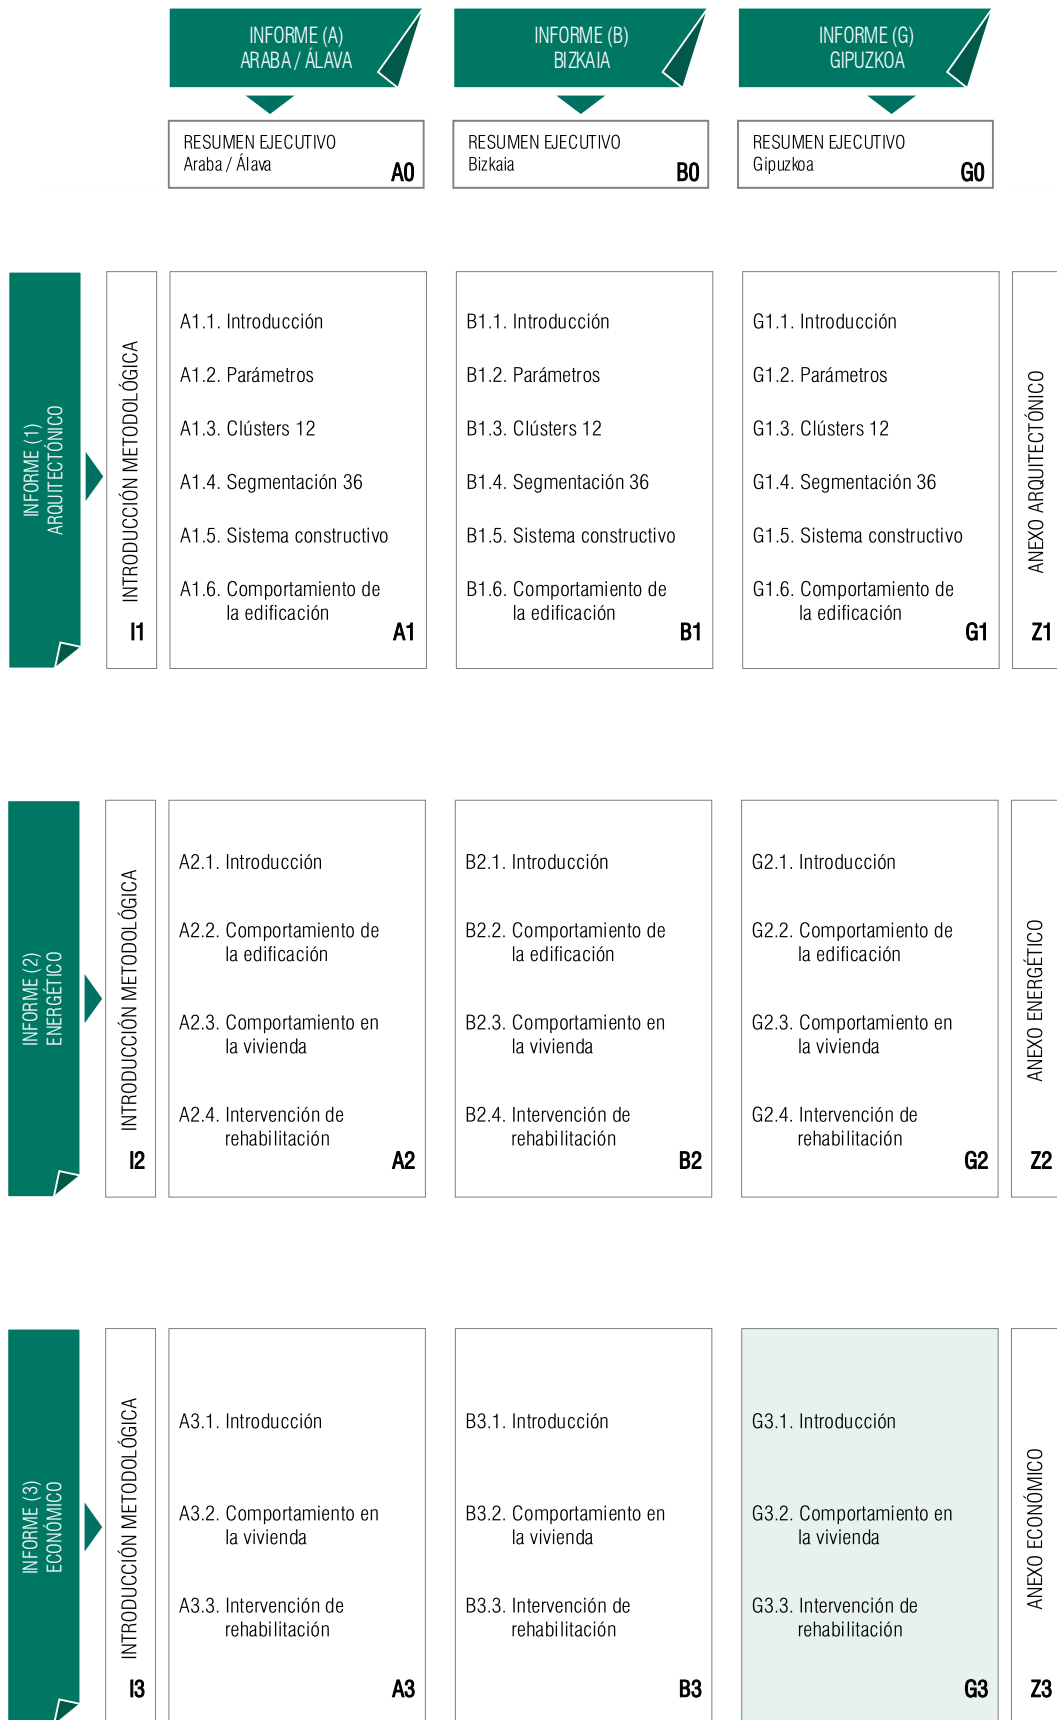 INFORME (A)
ARABA / ÁLAVA
INFORME (B)
BIZKAIA
INFORME (G)
GIPUZKOA
RESUMEN EJECUTIVO
Araba / Álava
A0
RESUMEN EJECUTIVO
Bizkaia
B0
RESUMEN EJECUTIVO
Gipuzkoa
G0
INFORME (1)
ARQUITECTÓNICO
INTRODUCCIÓN METODOLÓGICA
I1
A1.1. Introducción
A1.2. Parámetros
A1.3. Clústers 12
A1.4. Segmentación 36
A1.5. Sistema constructivo
A1.6. Comportamiento de
la edificación
A1
B1.1. Introducción
B1.2. Parámetros
B1.3. Clústers 12
B1.4. Segmentación 36
B1.5. Sistema constructivo
B1.6. Comportamiento de
la edificación
B1
G1.1. Introducción
G1.2. Parámetros
G1.3. Clústers 12
G1.4. Segmentación 36
G1.5. Sistema constructivo
G1.6. Comportamiento de
la edificación
G1
ANEXO ARQUITECTÓNICO
Z1
INFORME (2)
ENERGÉTICO
INTRODUCCIÓN METODOLÓGICA
I2
A2.1. Introducción
A2.2. Comportamiento de
la edificación
A2.3. Comportamiento en
la vivienda
A2.4. Intervención de
rehabilitación
A2
B2.1. Introducción
B2.2. Comportamiento de
la edificación
B2.3. Comportamiento en
la vivienda
B2.4. Intervención de
rehabilitación
B2
G2.1. Introducción
G2.2. Comportamiento de
la edificación
G2.3. Comportamiento en
la vivienda
G2.4. Intervención de
rehabilitación
G2
ANEXO ENERGÉTICO
Z2
INFORME (3)
ECONÓMICO
INTRODUCCIÓN METODOLÓGICA
I3
A3.1. Introducción
A3.2. Comportamiento en
la vivienda
A3.3. Intervención de
rehabilitación
A3
B3.1. Introducción
B3.2. Comportamiento en
la vivienda
B3.3. Intervención de
rehabilitación
B3
G3.1. Introducción
G3.2. Comportamiento en
la vivienda
G3.3. Intervención de
rehabilitación
G3
ANEXO ECONÓMICO
Z3